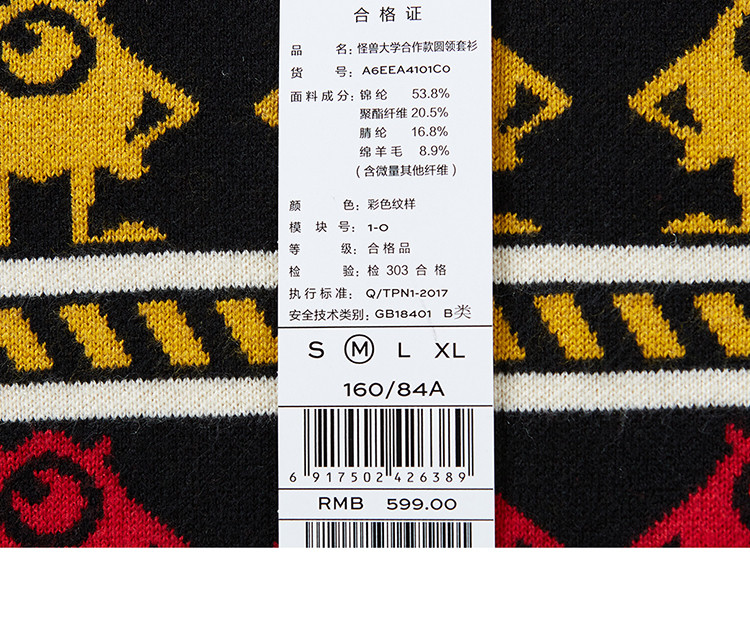 合格证
品 名：怪兽大学合作款圆领套衫
货 号：A6EEA4101C0
面料成分：锦 纶 53.8%
聚酯纤维 20.5%
腈 纶 16.8%
绵羊毛 8.9%
（含微量其他纤维）
颜 色：彩色纹样
模 块 号：1-0
等 级：合格品
检 验：检 303 合格
执行标准：Q/TPN1-2017
安全技术类别：GB18401 B类
S M L XL
160/84A
6 917502 426389
RMB 599.00